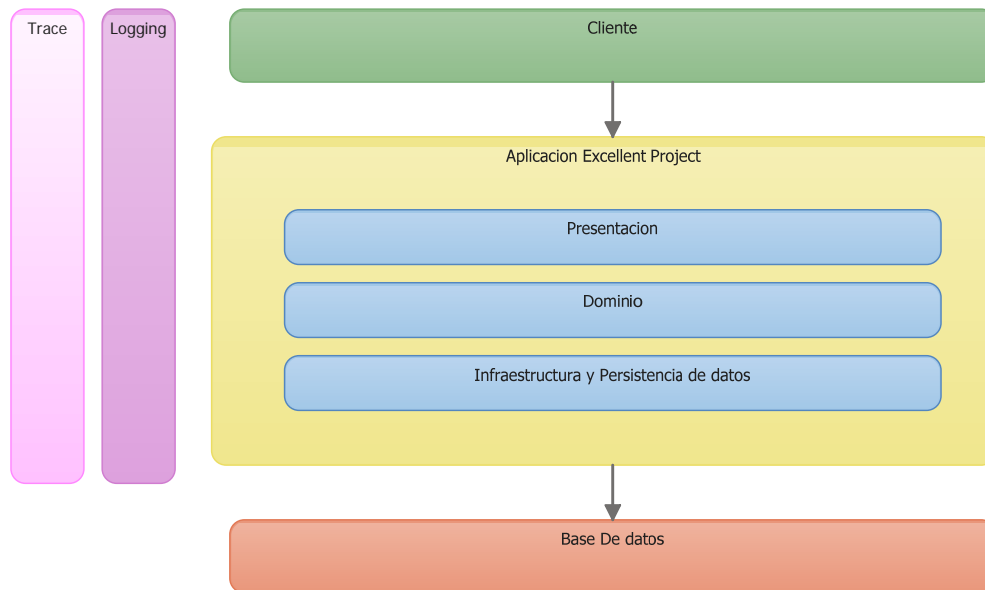 Trace
Logging
Cliente
Aplicacion Excellent Project
Presentacion
Dominio
Infraestructura y Persistencia de datos
Base De datos